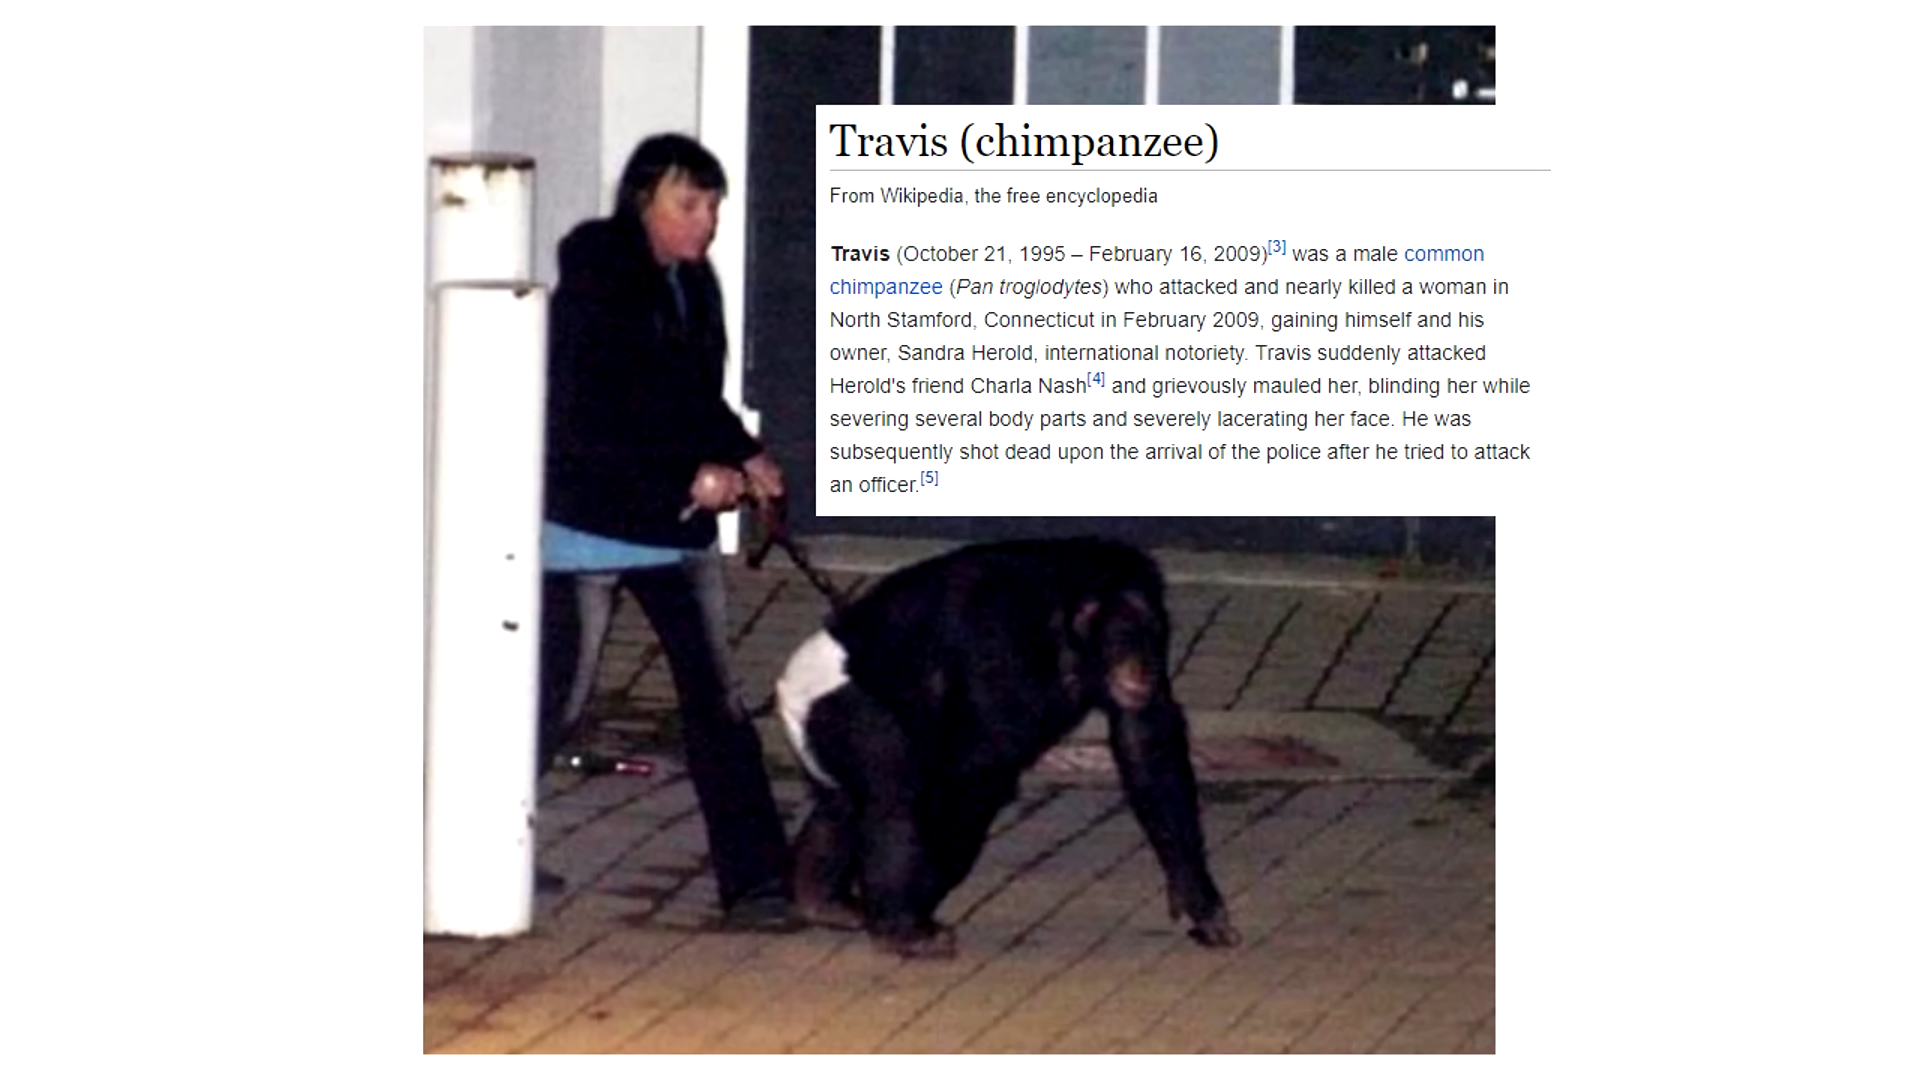 Travis (chimpanzee)
From Wikipedia, the free encyclopedia
Travis (October 21, 1995 – February 16, 2009)[3] was a male common
chimpanzee (Pan troglodytes) who attacked and nearly killed a woman in
North Stamford, Connecticut in February 2009, gaining himself and his
owner, Sandra Herold, international notoriety. Travis suddenly attacked
Herold's friend Charla Nash[4] and grievously mauled her, blinding her while
severing several body parts and severely lacerating her face. He was
subsequently shot dead upon the arrival of the police after he tried to attack
an officer.[5]